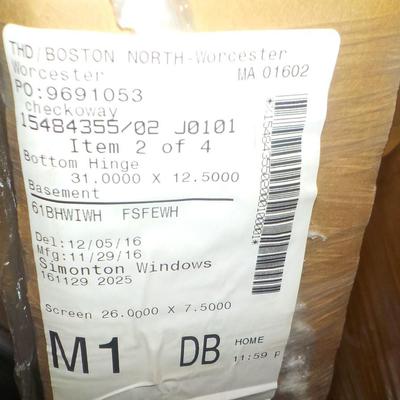 THD/BOSTON NORTH-Worcester
Worcester MA 01602
PO:9691053
checkoway
15484355/02 J0101
Item 2 of 4
Bottom Hinge
31.0000 X 12.5000
Basement
61BHWIWH FSFEWH
Del:12/05/16
Mfg:11/29/16
Simonton Windows
161129 2025
Screen 26.0000 X 7.5000
M1 DB HOME
11:59 P